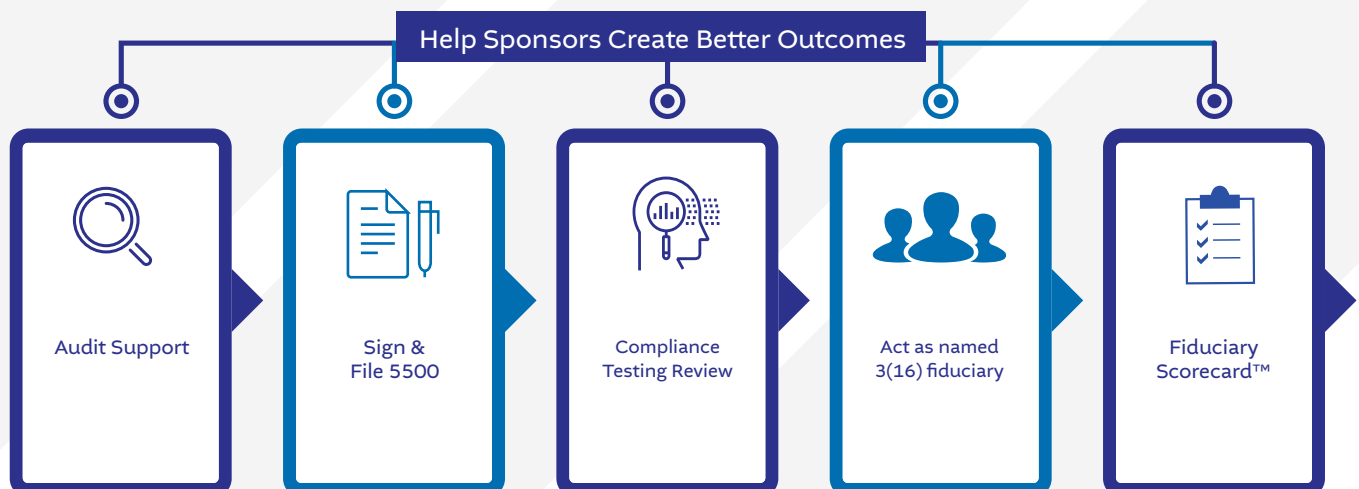 Help Sponsors Create Better Outcomes
Audit Support
Sign &
File 5500
Compliance
Testing Review
Act as named
3(16) fiduciary
Fiduciary
Scorecard™